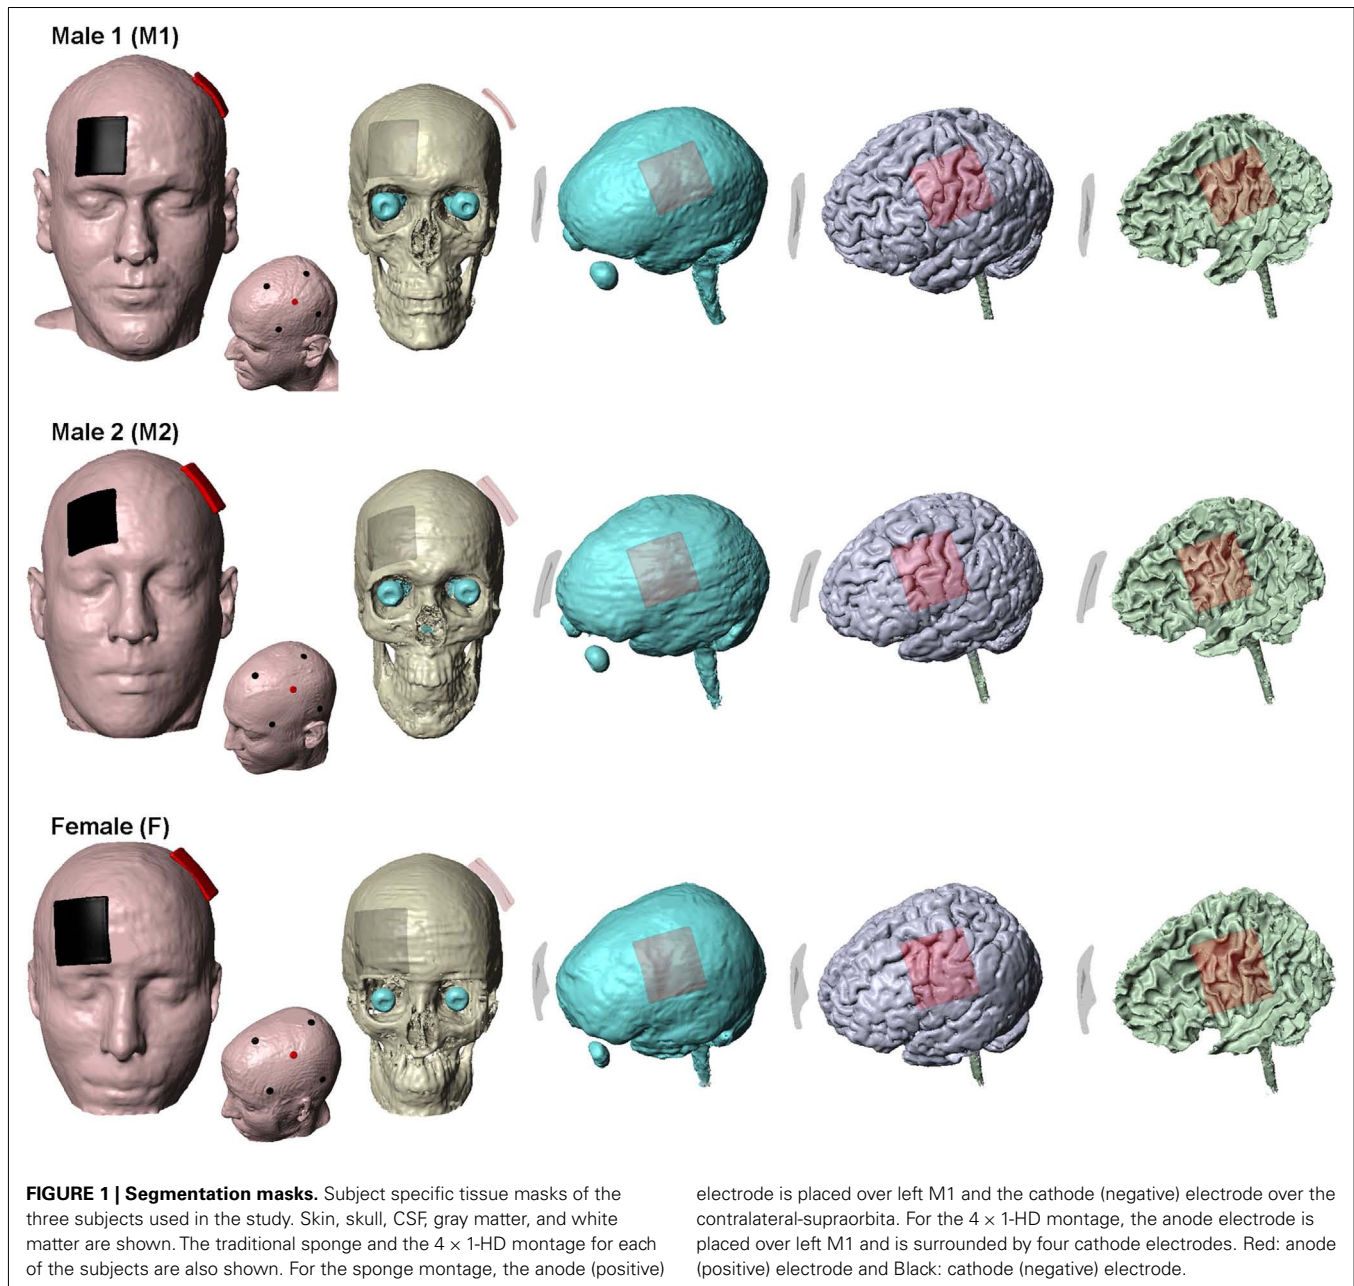 Male 1 (M1)
Male 2 (M2)
Female (F)
FIGURE 1 | Segmentation masks. Subject specific tissue masks of the
three subjects used in the study. Skin, skull, CSF, gray matter, and white
matter are shown. The traditional sponge and the 4 × 1-HD montage for each
of the subjects are also shown. For the sponge montage, the anode (positive)
electrode is placed over left M1 and the cathode (negative) electrode over the
contralateral-supraorbita. For the 4 × 1-HD montage, the anode electrode is
placed over left M1 and is surrounded by four cathode electrodes. Red: anode
(positive) electrode and Black: cathode (negative) electrode.